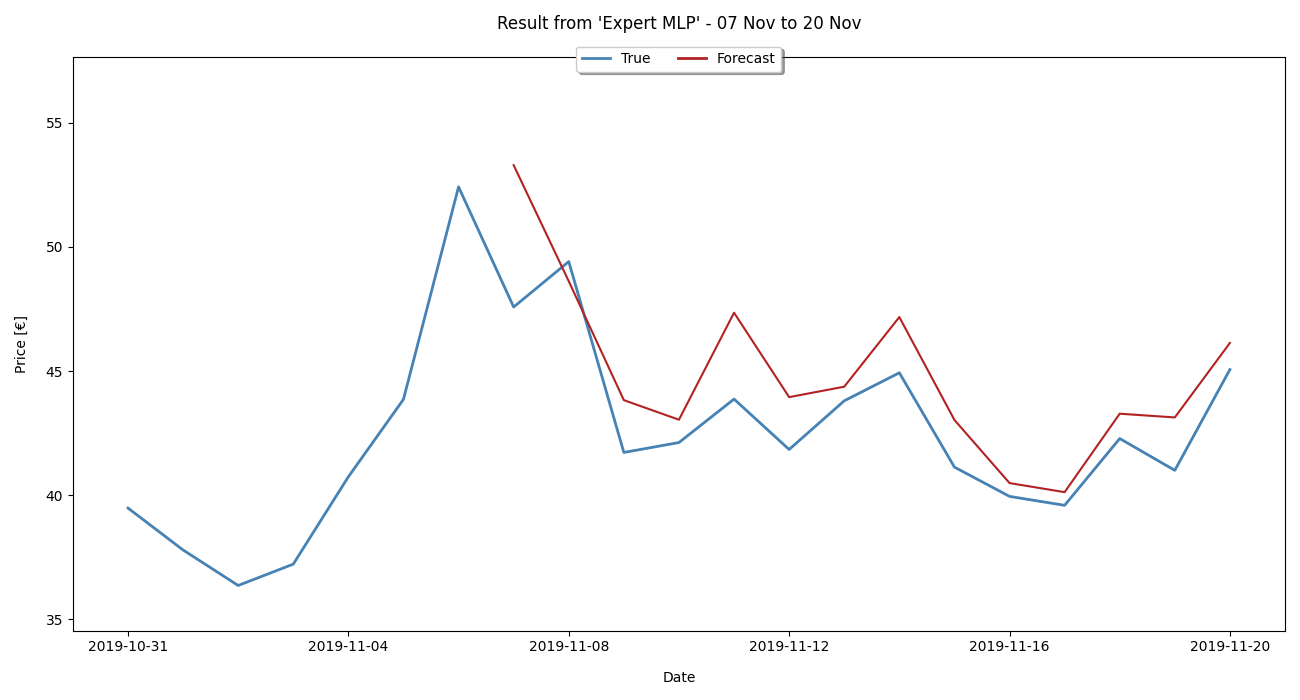 Result from 'Expert MLP' - 07 Nov to 20 Nov
True Forecast
55
50
45
40
35
Price [€]
2019-10-31 2019-11-04 2019-11-08 2019-11-12 2019-11-16 2019-11-20
Date